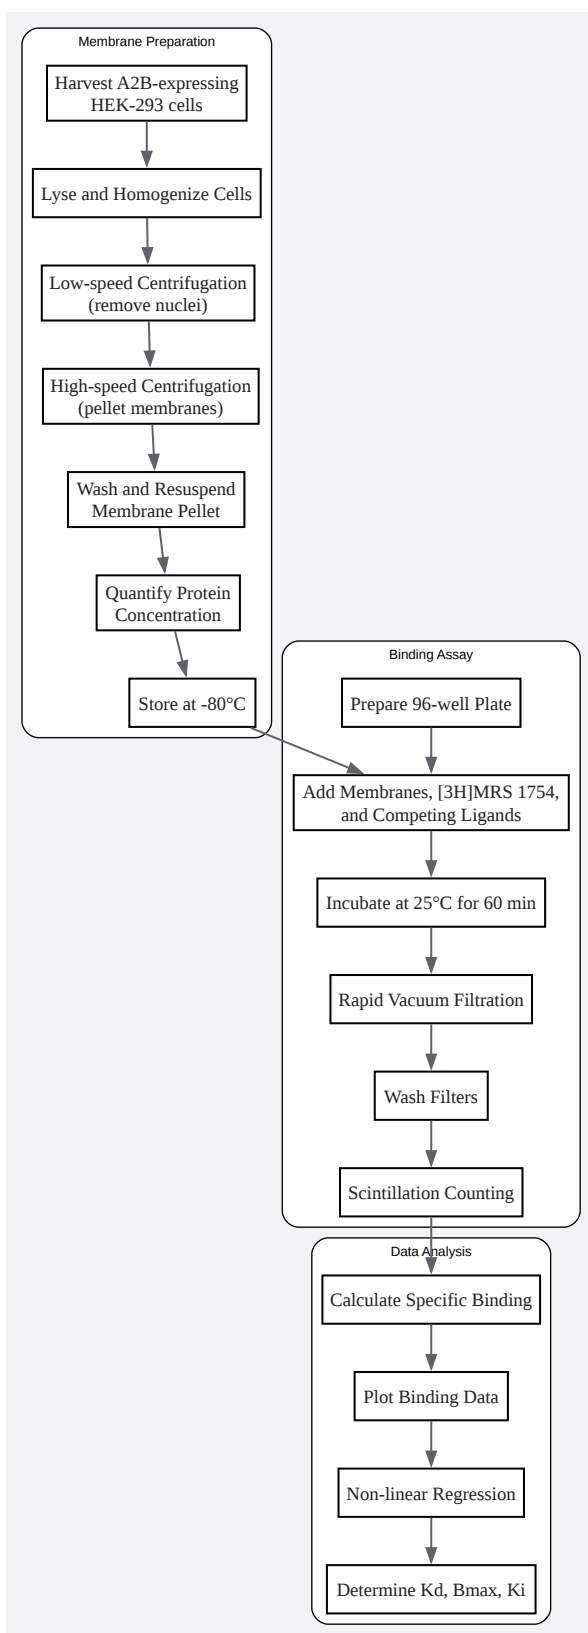 Membrane Preparation
Harvest A2B-expressing
HEK-293 cells
Lyse and Homogenize Cells
Low-speed Centrifugation
(remove nuclei)
High-speed Centrifugation
(pellet membranes)
Wash and Resuspend
Membrane Pellet
Quantify Protein
Concentration
Store at -80°C
Binding Assay
Prepare 96-well Plate
Add Membranes, [3H]MRS 1754,
and Competing Ligands
Incubate at 25°C for 60 min
Rapid Vacuum Filtration
Wash Filters
Scintillation Counting
Data Analysis
Calculate Specific Binding
Plot Binding Data
Non-linear Regression
Determine Kd, Bmax, Ki